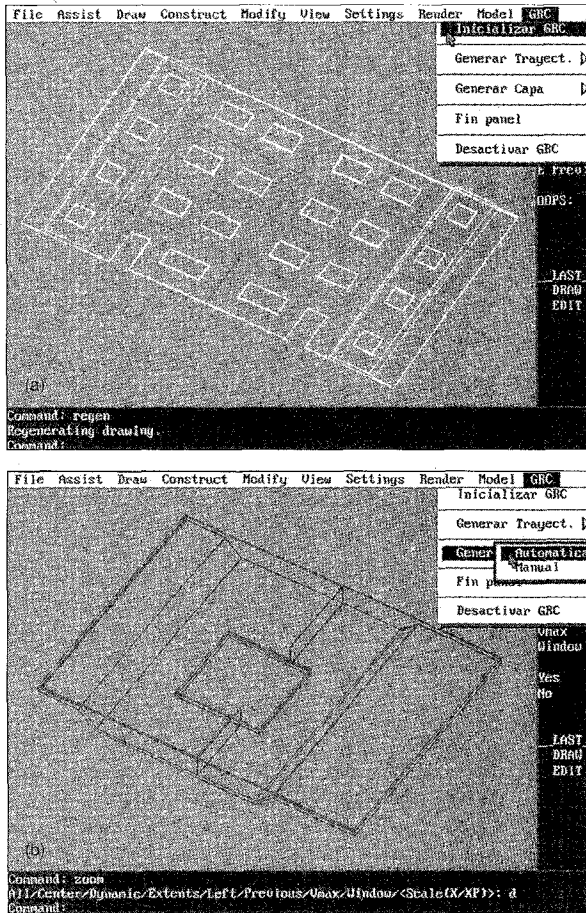 File Assist Draw Construct Modify View Settings Render Model GRC
Inicializar GRC
Generar Trayect.
Generar Capa
Fin panel
Desactivar GRC
OOPS:
LAST
DRAW
EDIT
(a)
Command: regen
Regenerating drawing.
Command:
File Assist Draw Construct Modify View Settings Render Model GRC
Inicializar GRC
Generar Trayect.
Gener Automatica
Manual
Fin
Desactivar GRC
Vmax
Window
Yes
No
LAST
DRAW
EDIT
(b)
Command: zoom
All/Center/Dynamic/Extents/Left/Previous/Vmax/Window/<Scale(X/XP)>: d
Command: